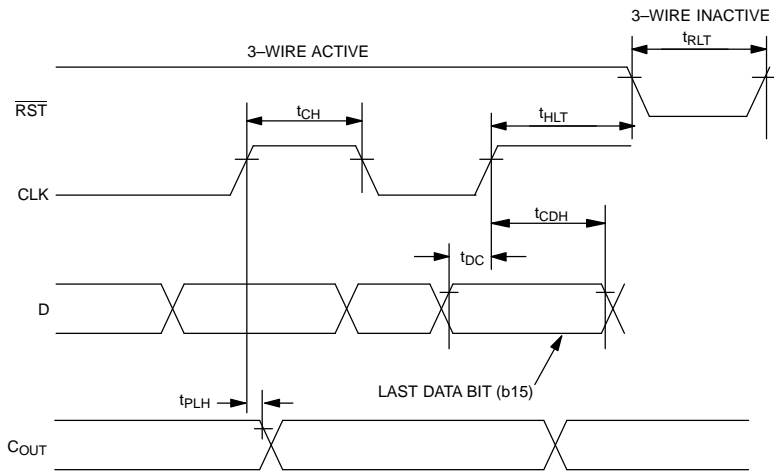 3–WIRE INACTIVE
3–WIRE ACTIVE
tRLT
RST
tCH
tHLT
CLK
tCDH
tDC
D
LAST DATA BIT (b15)
tPLH
COUT